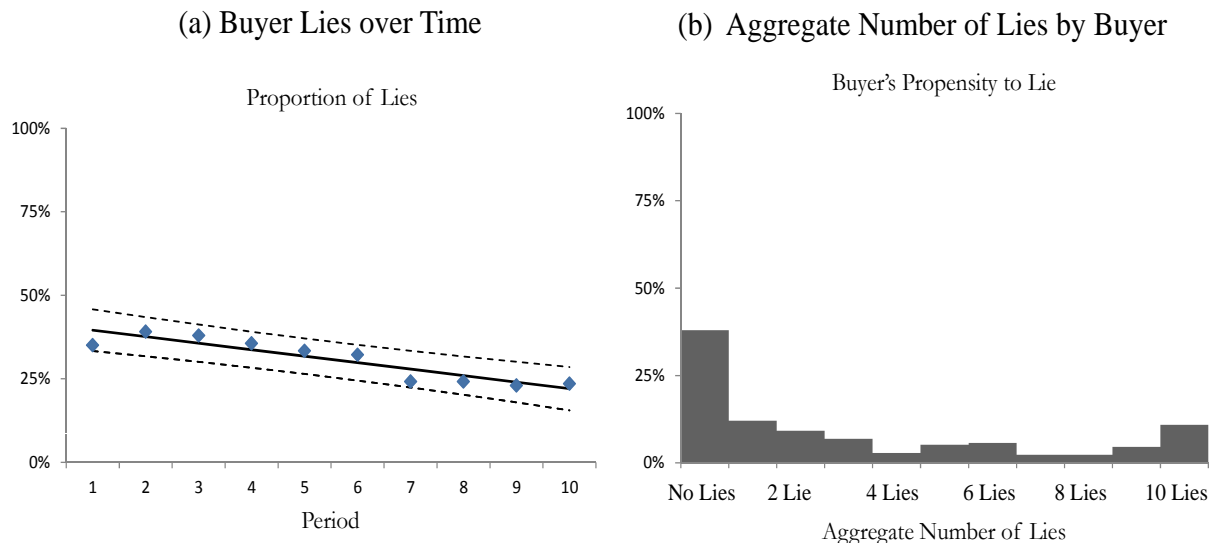 (a) Buyer Lies over Time
Proportion of Lies
100%
75%
50%
25%
0%
1 2 3 4 5 6 7 8 9 10
Period
(b) Aggregate Number of Lies by Buyer
Buyer’s Propensity to Lie
100%
75%
50%
25%
0%
No Lies 2 Lie 4 Lies 6 Lies 8 Lies 10 Lies
Aggregate Number of Lies